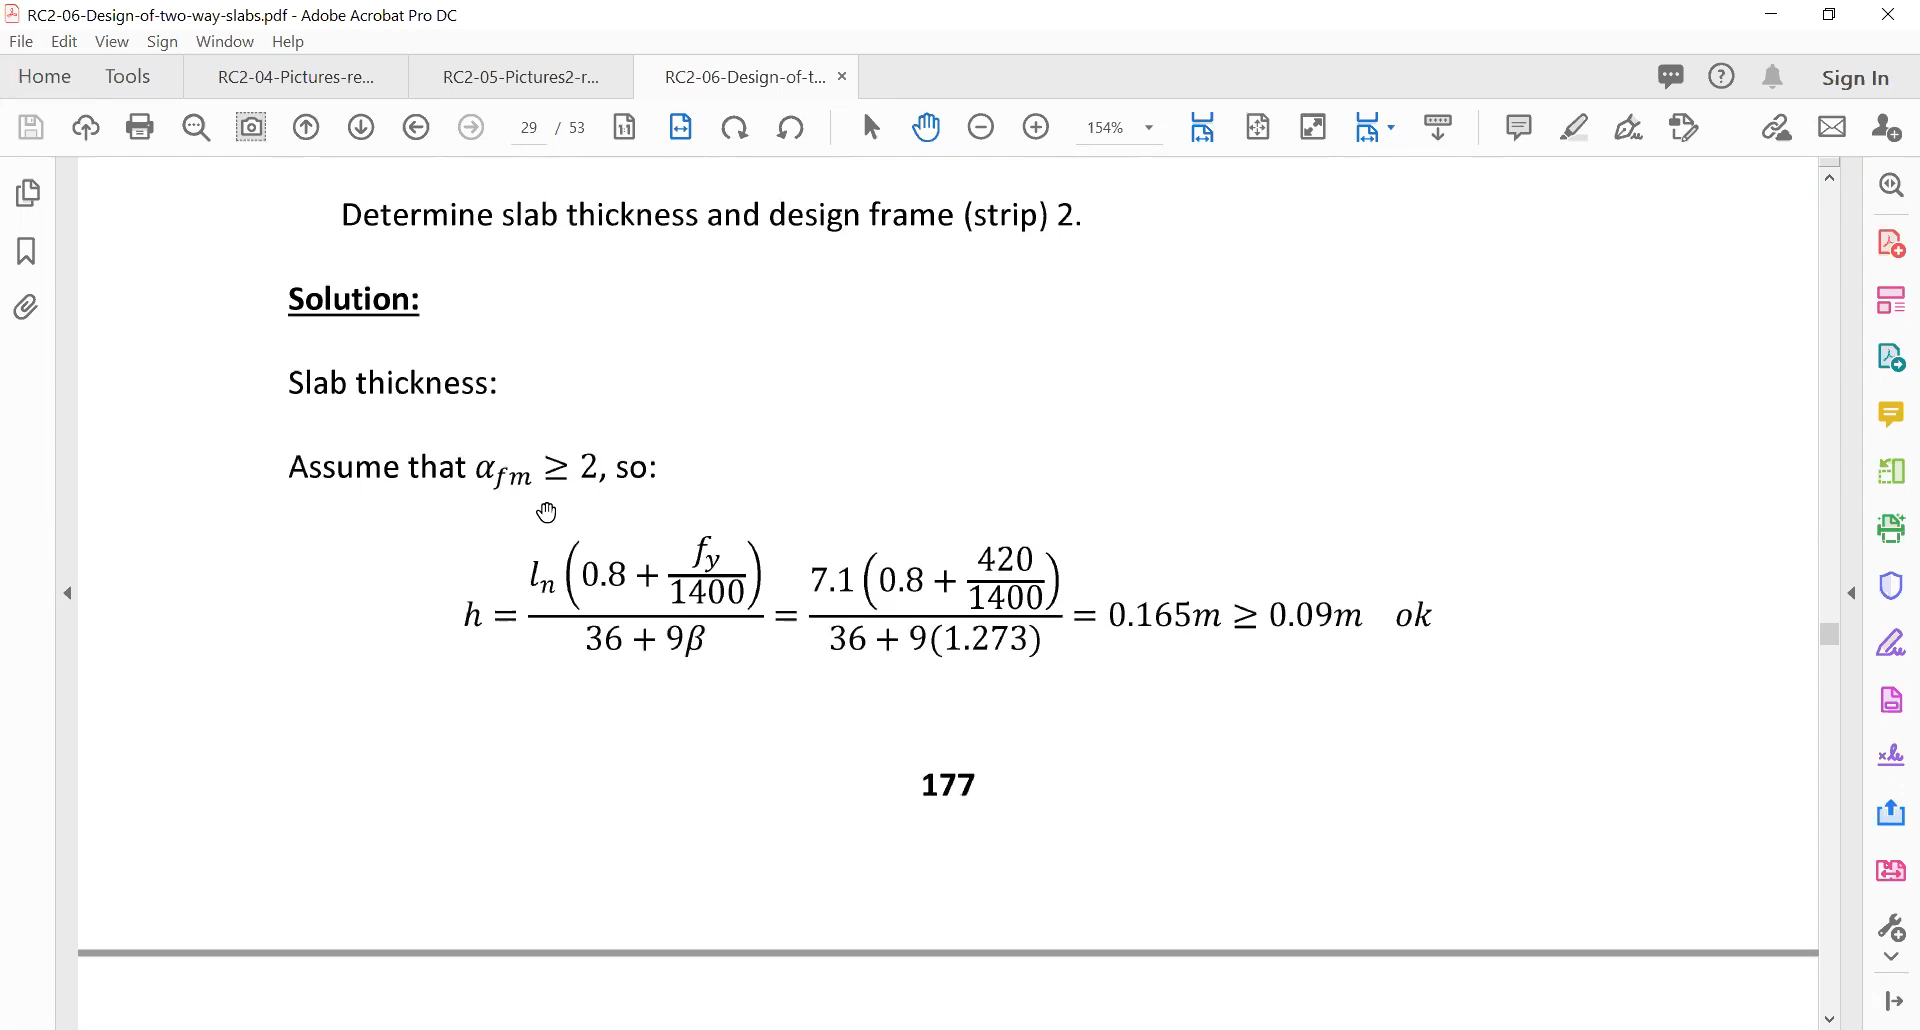 RC2-06-Design-of-two-way-slabs.pdf - Adobe Acrobat Pro DC
File Edit View Sign Window Help
Home Tools RC2-04-Pictures-re... RC2-05-Pictures2-r... RC2-06-Design-of-t... × Sign In
29 / 53 154%
Determine slab thickness and design frame (strip) 2.
Solution:
Slab thickness:
Assume that α_fm ≥ 2, so:
h = l_n (0.8 + f_y/1400) / (36 + 9β) = 7.1 (0.8 + 420/1400) / (36 + 9(1.273)) = 0.165m ≥ 0.09m ok
177